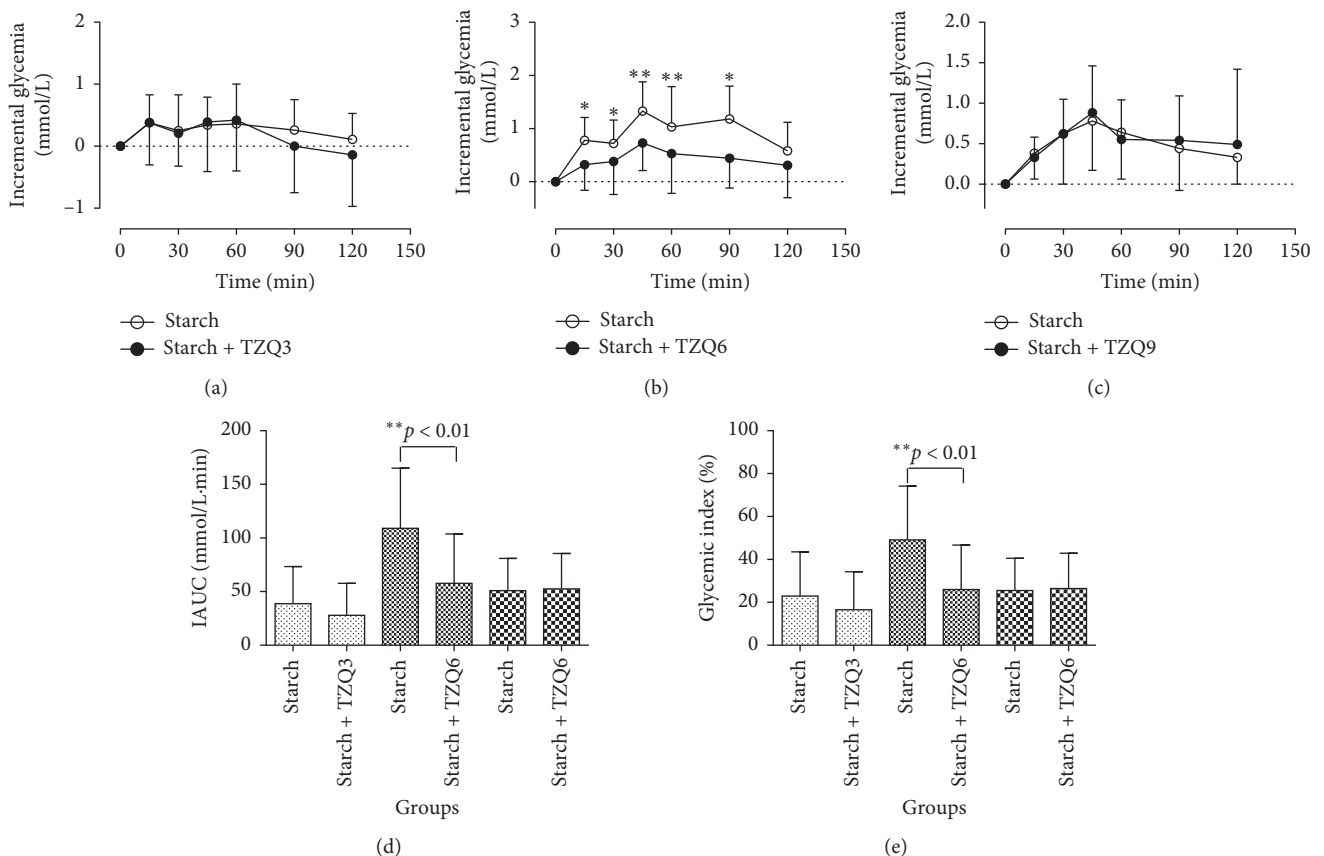 Incremental glycemia
(mmol/L)
2
1
0
−1
0 30 60 90 120 150
Time (min)
Starch
Starch + TZQ3
(a)
Incremental glycemia
(mmol/L)
3
2
1
0
* * ** ** *
0 30 60 90 120 150
Time (min)
Starch
Starch + TZQ6
(b)
Incremental glycemia
(mmol/L)
2.0
1.5
1.0
0.5
0.0
0 30 60 90 120 150
Time (min)
Starch
Starch + TZQ9
(c)
IAUC (mmol/L·min)
200
150
100
50
0
**p < 0.01
Starch
Starch + TZQ3
Starch
Starch + TZQ6
Starch
Starch + TZQ6
Groups
(d)
Glycemic index (%)
100
80
60
40
20
0
**p < 0.01
Starch
Starch + TZQ3
Starch
Starch + TZQ6
Starch
Starch + TZQ6
Groups
(e)